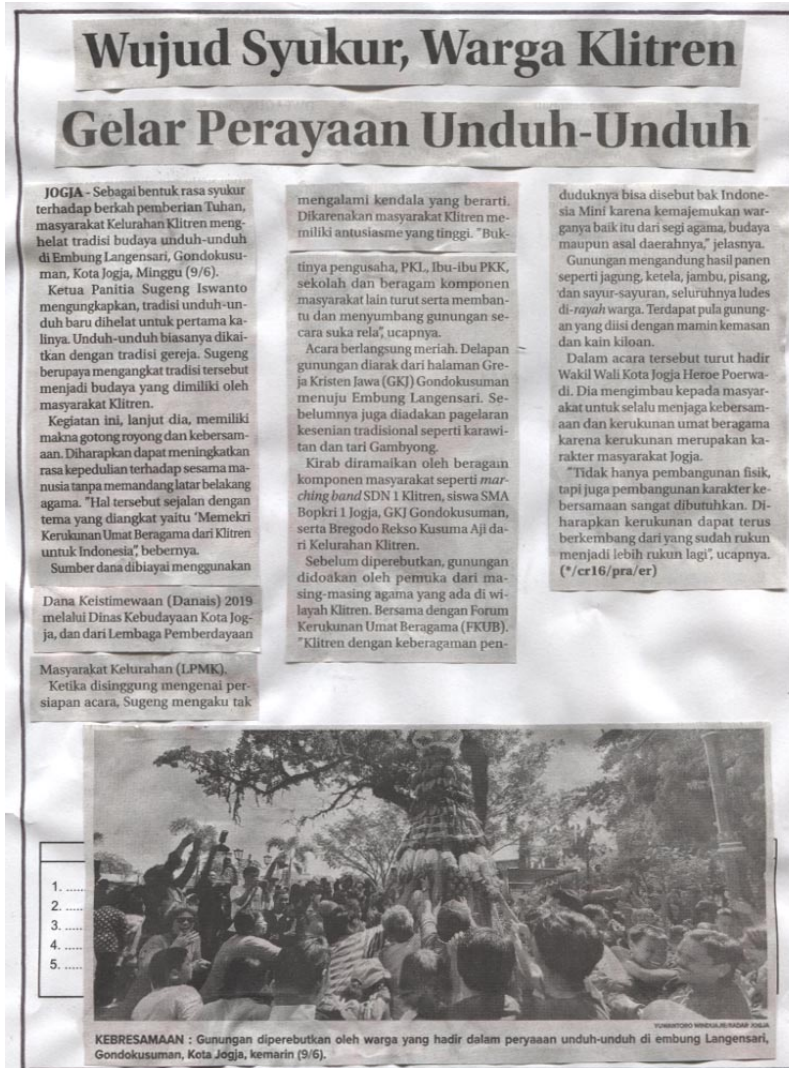 Wujud Syukur, Warga Klitren
Gelar Perayaan Unduh-Unduh
JOGJA - Sebagai bentuk rasa syukur
terhadap berkah pemberian Tuhan,
masyarakat Kelurahan Klitren meng-
helat tradisi budaya unduh-unduh
di Embung Langensari, Gondokusu-
man, Kota Jogja, Minggu (9/6).
Ketua Panitia Sugeng Iswanto
mengungkapkan, tradisi unduh-un-
duh baru dihelat untuk pertama ka-
linya. Unduh-unduh biasanya dikai-
tkan dengan tradisi gereja. Sugeng
berupaya mengangkat tradisi tersebut
menjadi budaya yang dimiliki oleh
masyarakat Klitren.
Kegiatan ini, lanjut dia, memiliki
makna gotong royong dan kebersam-
aan. Diharapkan dapat meningkatkan
rasa kepedulian terhadap sesama ma-
nusia tanpa memandang latar belakang
agama. "Hal tersebut sejalan dengan
tema yang diangkat yaitu 'Memekri
Kerukunan Umat Beragama dari Klitren
untuk Indonesia", bebernya.
Sumber dana dibiayai menggunakan
Dana Keistimewaan (Danais) 2019
melalui Dinas Kebudayaan Kota Jog-
ja, dan dari Lembaga Pemberdayaan
Masyarakat Kelurahan (LPMK).
Ketika disinggung mengenai per-
siapan acara, Sugeng mengaku tak
mengalami kendala yang berarti.
Dikarenakan masyarakat Klitren me-
miliki antusiasme yang tinggi. "Buk-
tinya pengusaha, PKL, Ibu-ibu PKK,
sekolah dan beragam komponen
masyarakat lain turut serta memban-
tu dan menyumbang gunungan se-
cara suka rela", ucapnya.
Acara berlangsung meriah. Delapan
gunungan diarak dari halaman Gre-
ja Kristen Jawa (GKJ) Gondokusuman
menuju Embung Langensari. Se-
belumnya juga diadakan pagelaran
kesenian tradisional seperti karawi-
tan dan tari Gambyong.
Kirab diramaikan oleh beragam
komponen masyarakat seperti mar-
ching band SDN 1 Klitren, siswa SMA
Bopkri 1 Jogja, GKJ Gondokusuman,
serta Bregodo Rekso Kusuma Aji da-
ri Kelurahan Klitren.
Sebelum diperebutkan, gunungan
didoakan oleh pemuka dari ma-
sing-masing agama yang ada di wi-
layah Klitren. Bersama dengan Forum
Kerukunan Umat Beragama (FKUB).
"Klitren dengan keberagaman pen-
duduknya bisa disebut bak Indone-
sia Mini karena kemajemukan war-
ganya baik itu dari segi agama, budaya
maupun asal daerahnya," jelasnya.
Gunungan mengandung hasil panen
seperti jagung, ketela, jambu, pisang,
dan sayur-sayuran, seluruhnya ludes
di-rayah warga. Terdapat pula gunung-
an yang diisi dengan mamin kemasan
dan kain kiloan.
Dalam acara tersebut turut hadir
Wakil Wali Kota Jogja Heroe Poerwa-
di. Dia mengimbau kepada masyar-
akat untuk selalu menjaga kebersam-
aan dan kerukunan umat beragama
karena kerukunan merupakan ka-
rakter masyarakat Jogja.
"Tidak hanya pembangunan fisik,
tapi juga pembangunan karakter ke-
bersamaan sangat dibutuhkan. Di-
harapkan kerukunan dapat terus
berkembang dari yang sudah rukun
menjadi lebih rukun lagi", ucapnya.
(*/cr16/pra/er)
1. .....
2. .....
3. .....
4. .....
5. .....
KEBRESAMAAN : Gunungan diperebutkan oleh warga yang hadir dalam peryaaan unduh-unduh di embung Langensari,
Gondokusuman, Kota Jogja, kemarin (9/6).